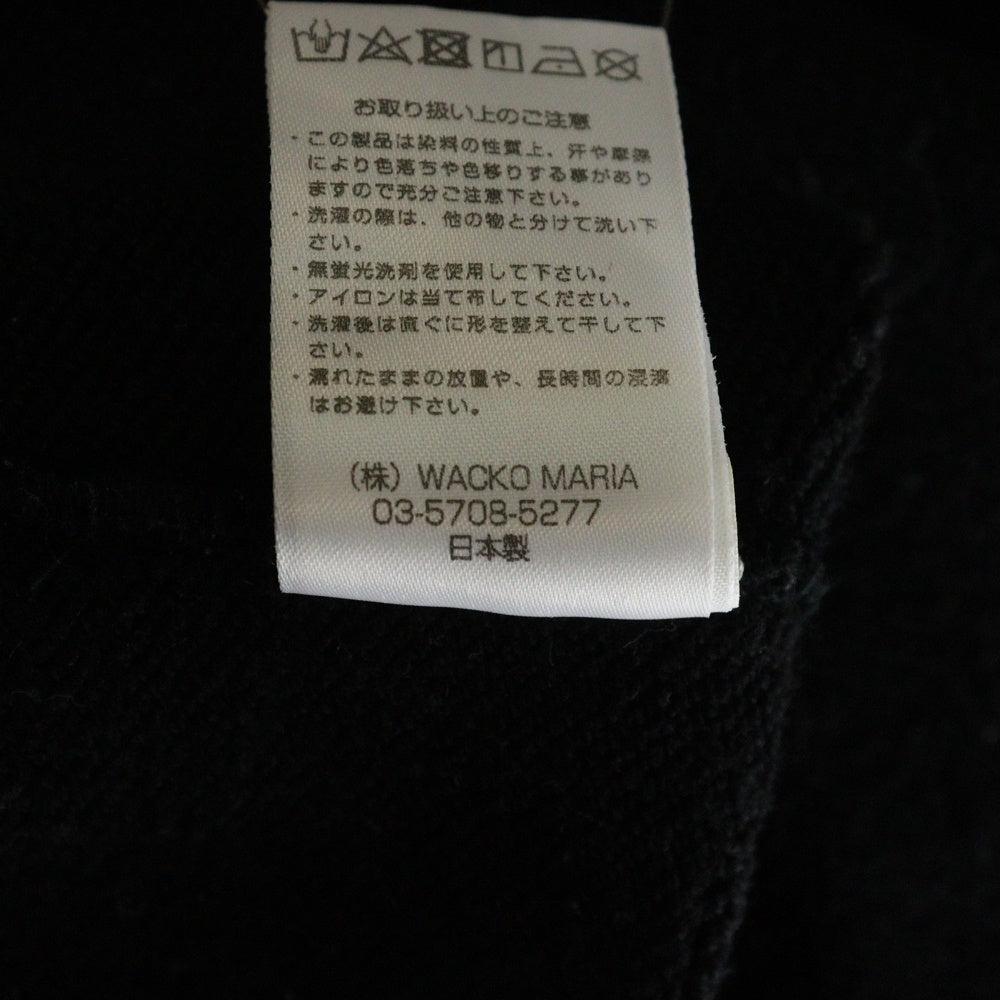 お取り扱い上のご注意
・この製品は染料の性質上、汗や摩擦
により色落ちや色移りする事があり
ますので充分ご注意下さい。
・洗濯の際は、他の物と分けて洗い下
さい。
・無蛍光洗剤を使用して下さい。
・アイロンは当て布してください。
・洗濯後は直ぐに形を整えて干して下
さい。
・濡れたままの放置や、長時間の浸漬
はお避け下さい。
(株) WACKO MARIA
03-5708-5277
日本製